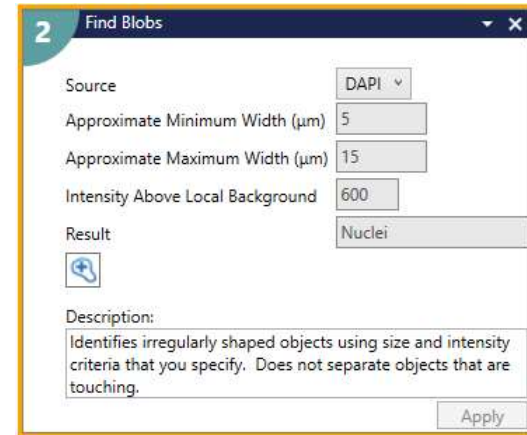 2
Find Blobs
Source DAPI
Approximate Minimum Width (µm) 5
Approximate Maximum Width (µm) 15
Intensity Above Local Background 600
Result Nuclei
Description:
Identifies irregularly shaped objects using size and intensity
criteria that you specify. Does not separate objects that are
touching.
Apply